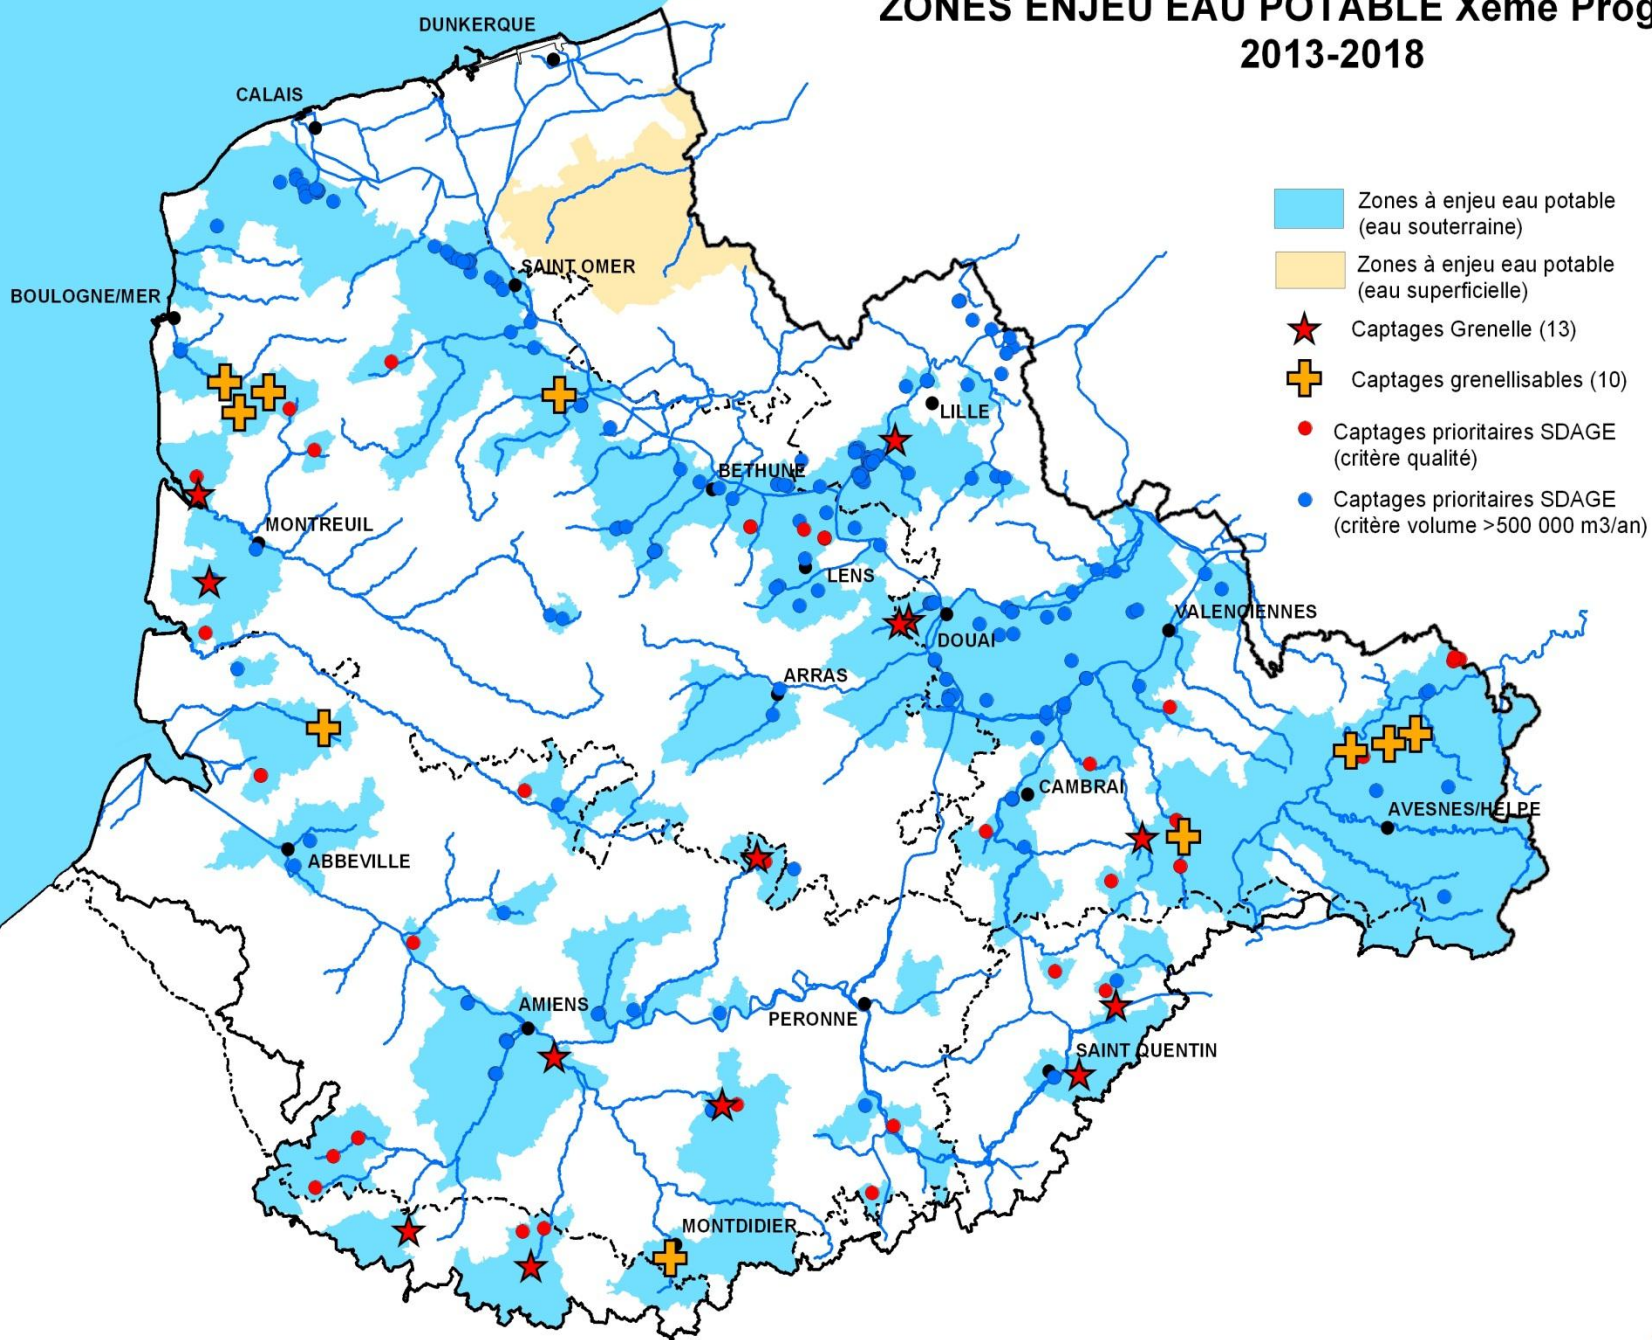 ZONES ENJEU EAU POTABLE Xème Prog
2013-2018
DUNKERQUE
CALAIS
SAINT OMER
BOULOGNE/MER
LILLE
BETHUNE
MONTREUIL
LENS
VALENCIENNES
DOUAI
ARRAS
CAMBRAI
AVESNES/HELPE
ABBEVILLE
AMIENS
PERONNE
SAINT QUENTIN
MONTDIDIER
Zones à enjeu eau potable
(eau souterraine)
Zones à enjeu eau potable
(eau superficielle)
Captages Grenelle (13)
Captages grenellisables (10)
Captages prioritaires SDAGE
(critère qualité)
Captages prioritaires SDAGE
(critère volume >500 000 m3/an)